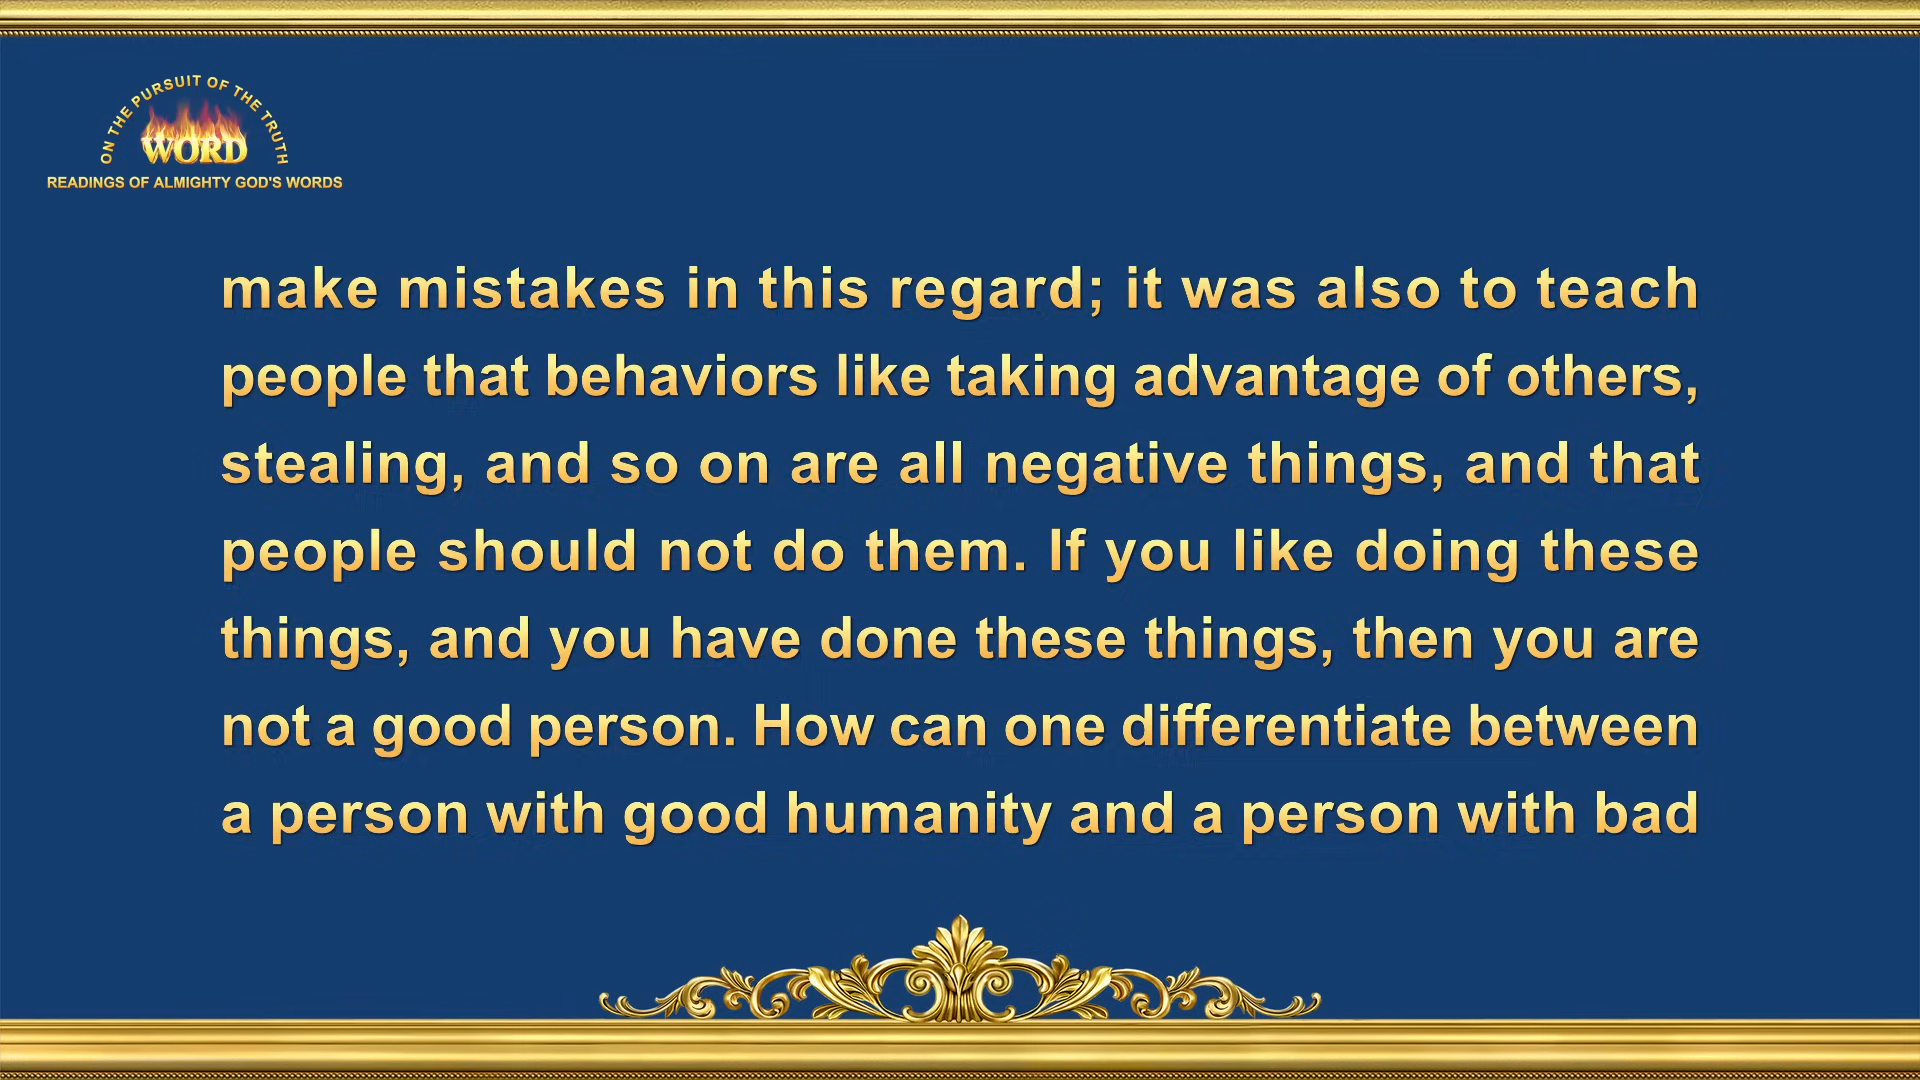 ON THE PURSUIT OF THE TRUTH
WORD
READINGS OF ALMIGHTY GOD'S WORDS
make mistakes in this regard; it was also to teach
people that behaviors like taking advantage of others,
stealing, and so on are all negative things, and that
people should not do them. If you like doing these
things, and you have done these things, then you are
not a good person. How can one differentiate between
a person with good humanity and a person with bad